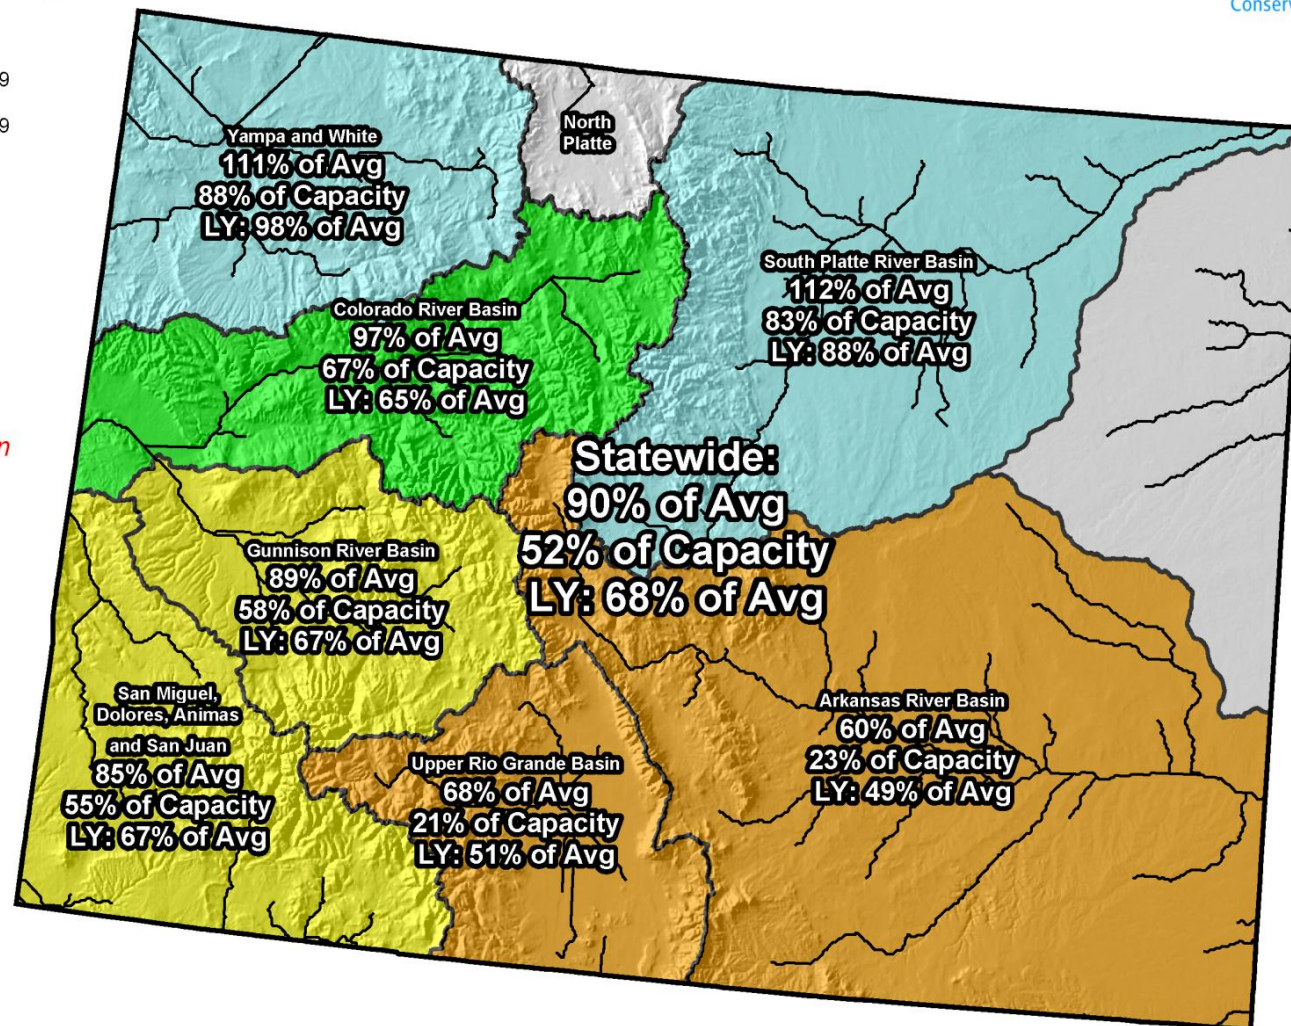 Conserv
9
9
n
North
Platte
Yampa and White
111% of Avg
88% of Capacity
LY: 98% of Avg
South Platte River Basin
112% of Avg
83% of Capacity
LY: 88% of Avg
Colorado River Basin
97% of Avg
67% of Capacity
LY: 65% of Avg
Statewide:
90% of Avg
52% of Capacity
LY: 68% of Avg
Gunnison River Basin
89% of Avg
58% of Capacity
LY: 67% of Avg
San Miguel,
Dolores, Animas
and San Juan
85% of Avg
55% of Capacity
LY: 67% of Avg
Upper Rio Grande Basin
68% of Avg
21% of Capacity
LY: 51% of Avg
Arkansas River Basin
60% of Avg
23% of Capacity
LY: 49% of Avg